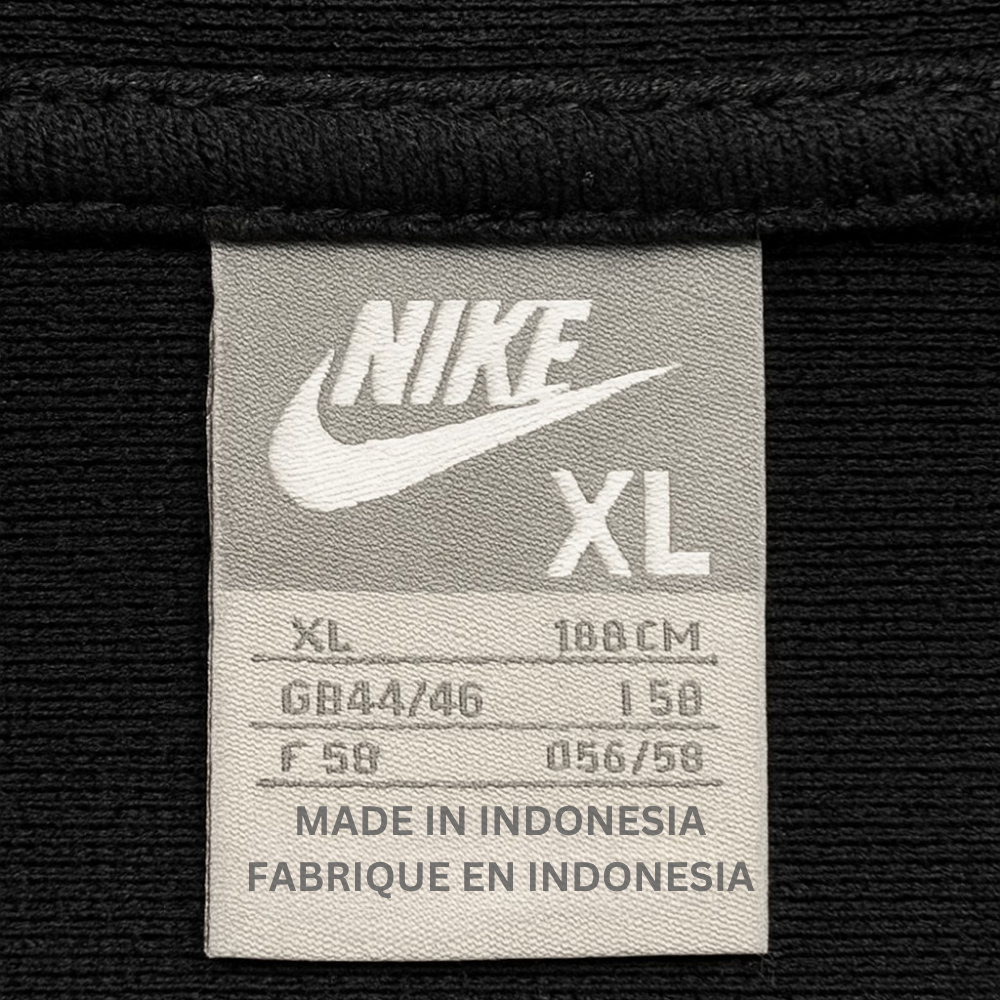 NIKE
XL
XL 188CM
GB44/46 I 58
F 58 D56/58
MADE IN INDONESIA
FABRIQUE EN INDONESIA